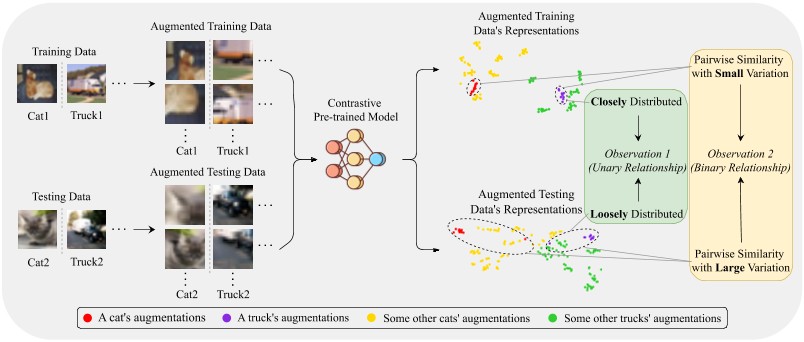 Training Data
Cat1
Truck1
...
Testing Data
Cat2
Truck2
...
Augmented Training Data
...
...
Cat1
Truck1
Augmented Testing Data
...
...
Cat2
Truck2
Contrastive
Pre-trained Model
Augmented Training
Data's Representations
Augmented Testing
Data's Representations
Closely Distributed
Observation 1
(Unary Relationship)
Loosely Distributed
Pairwise Similarity
with Small Variation
Observation 2
(Binary Relationship)
Pairwise Similarity
with Large Variation
A cat's augmentations
A truck's augmentations
Some other cats' augmentations
Some other trucks' augmentations